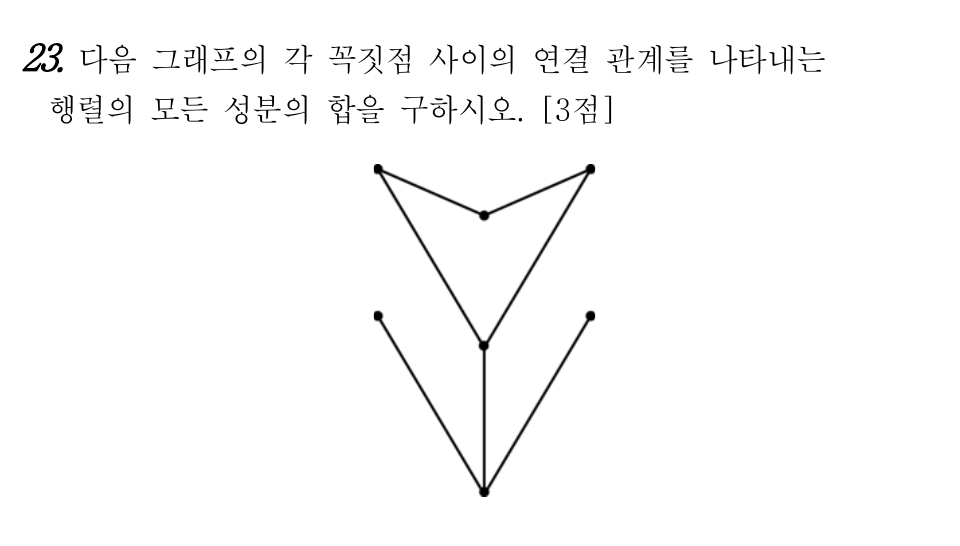 23. 다음 그래프의 각 꼭짓점 사이의 연결 관계를 나타내는
행렬의 모든 성분의 합을 구하시오. [3점]